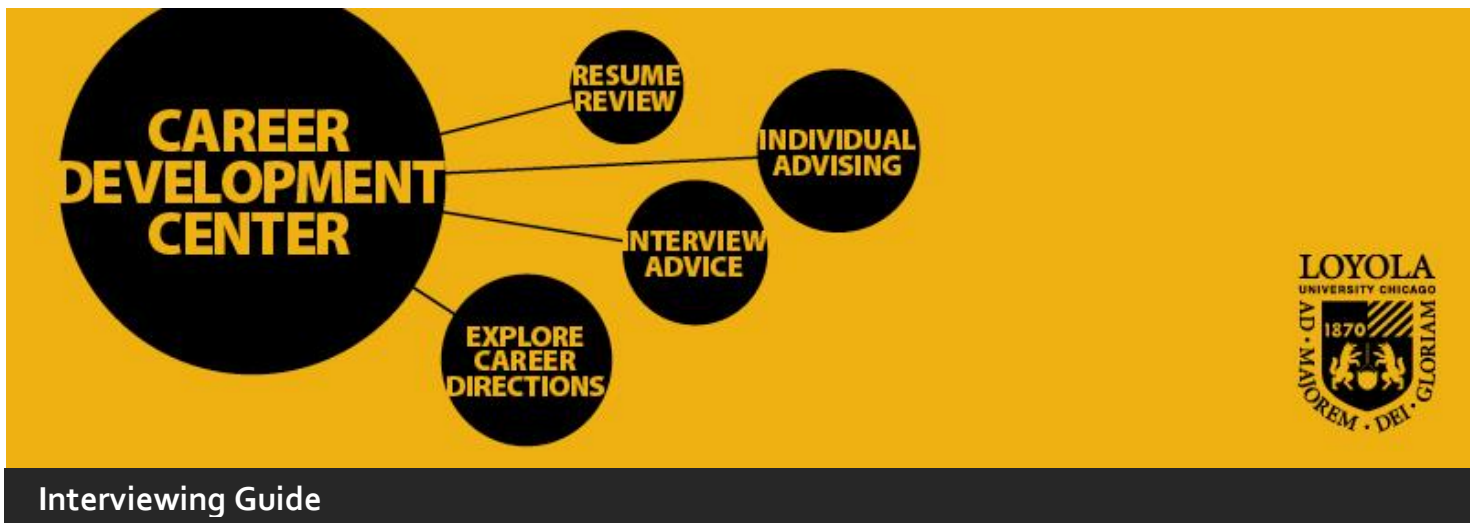 CAREER
DEVELOPMENT
CENTER
RESUME
REVIEW
INDIVIDUAL
ADVISING
INTERVIEW
ADVICE
EXPLORE
CAREER
DIRECTIONS
LOYOLA
UNIVERSITY CHICAGO
1870
AD • MAJOREM • DEI • GLORIAM
Interviewing Guide